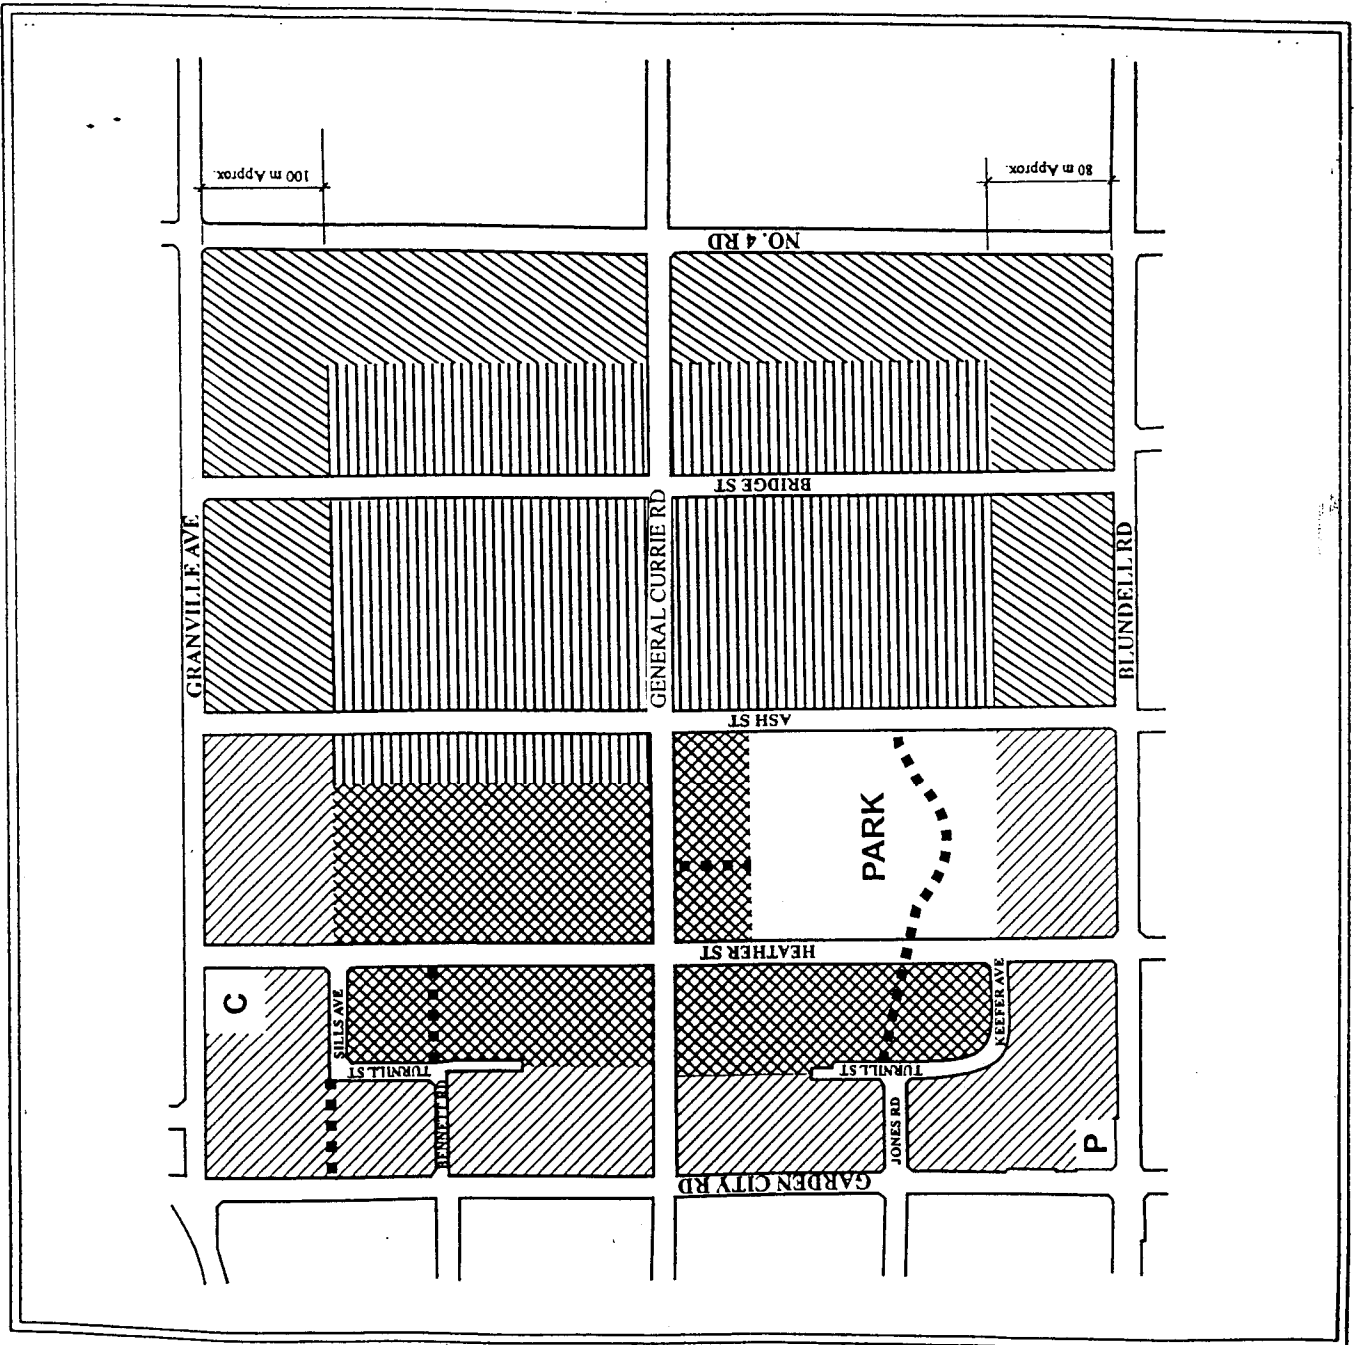 100 m Approx.
80 m Approx.
NO. 4 RD
BRIDGE ST
GRANVILLE AVE
GENERAL CURRIE RD
BLUNDELL RD
ASH ST
PARK
HEATHER ST
C
SILLS AVE
KEEFER AVE
TURNILL ST
TURNILL ST
BENNETT RD
JONES RD
P
GARDEN CITY RD